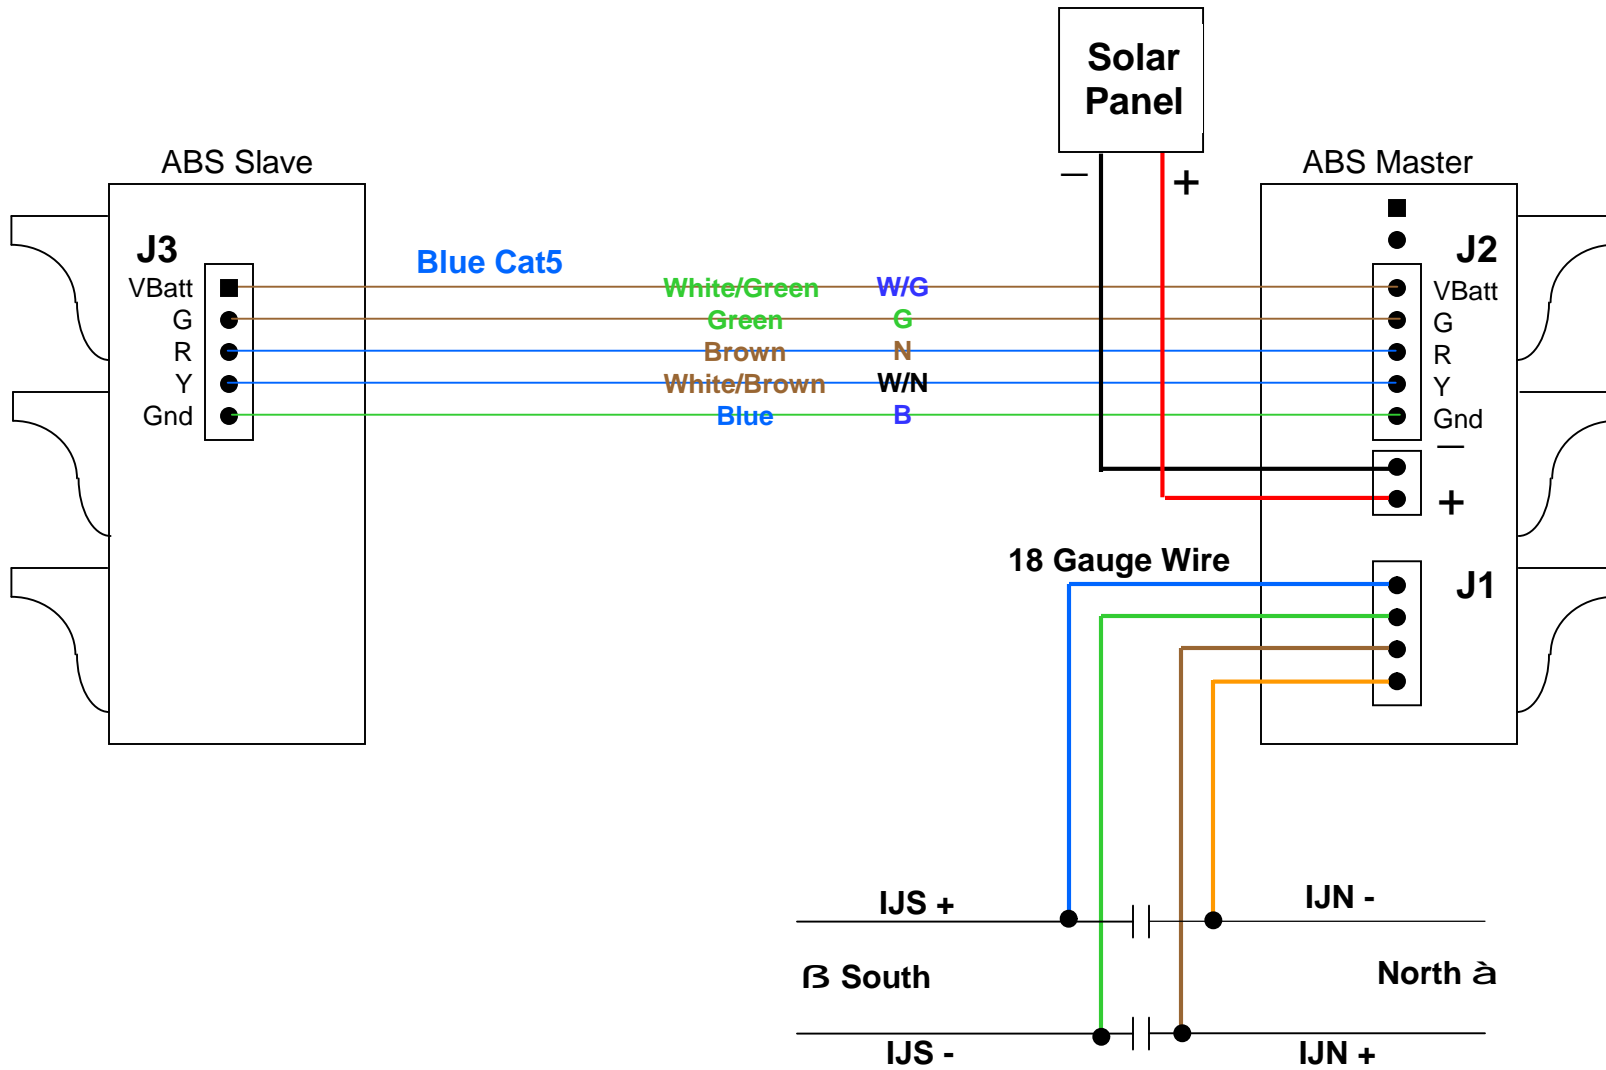 Solar
Panel
– +
ABS Slave
ABS Master
J3
J2
Blue Cat5
VBatt White/Green W/G VBatt
G Green G G
R Brown N R
Y White/Brown W/N Y
Gnd Blue B Gnd
–
+
18 Gauge Wire
J1
IJS + IJN -
ß South North à
IJS - IJN +